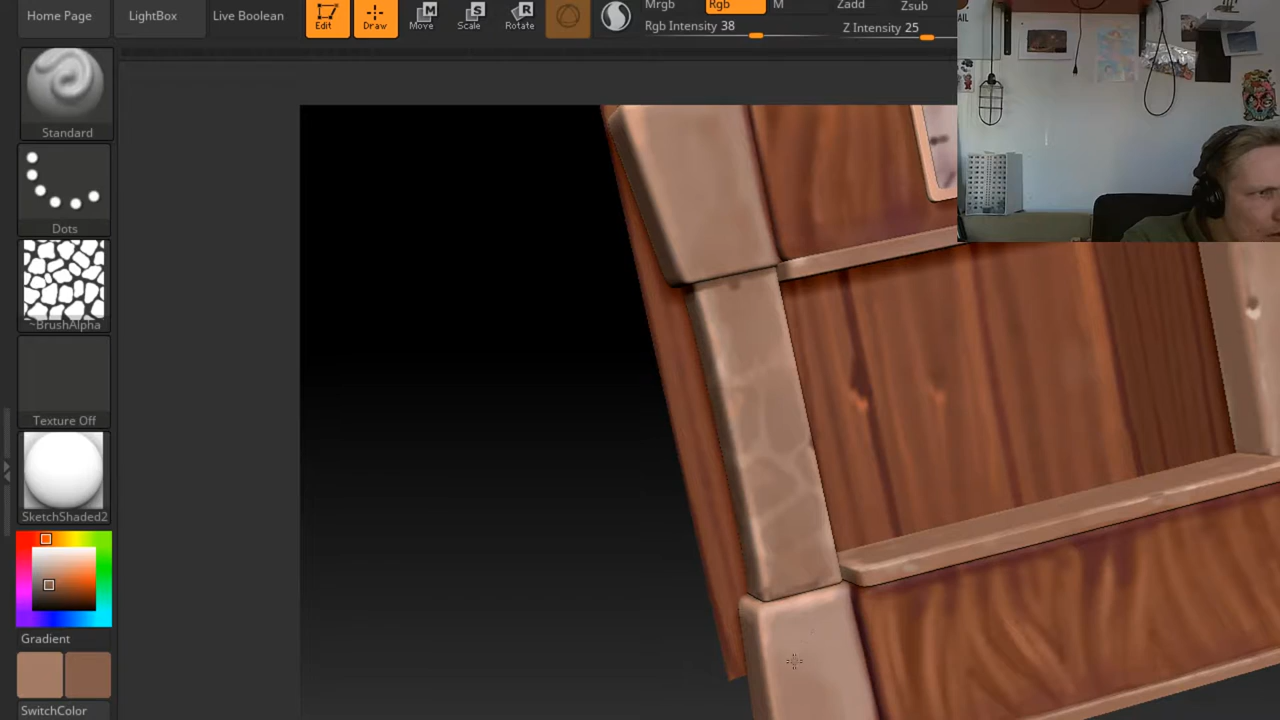 Home Page
LightBox
Live Boolean
Edit
Draw
Move
Scale
Rotate
Mrgb
Rgb
M
Zadd
Zsub
Rgb Intensity 38
Z Intensity 25
Standard
Dots
~BrushAlpha
Texture Off
SketchShaded2
Gradient
SwitchColor